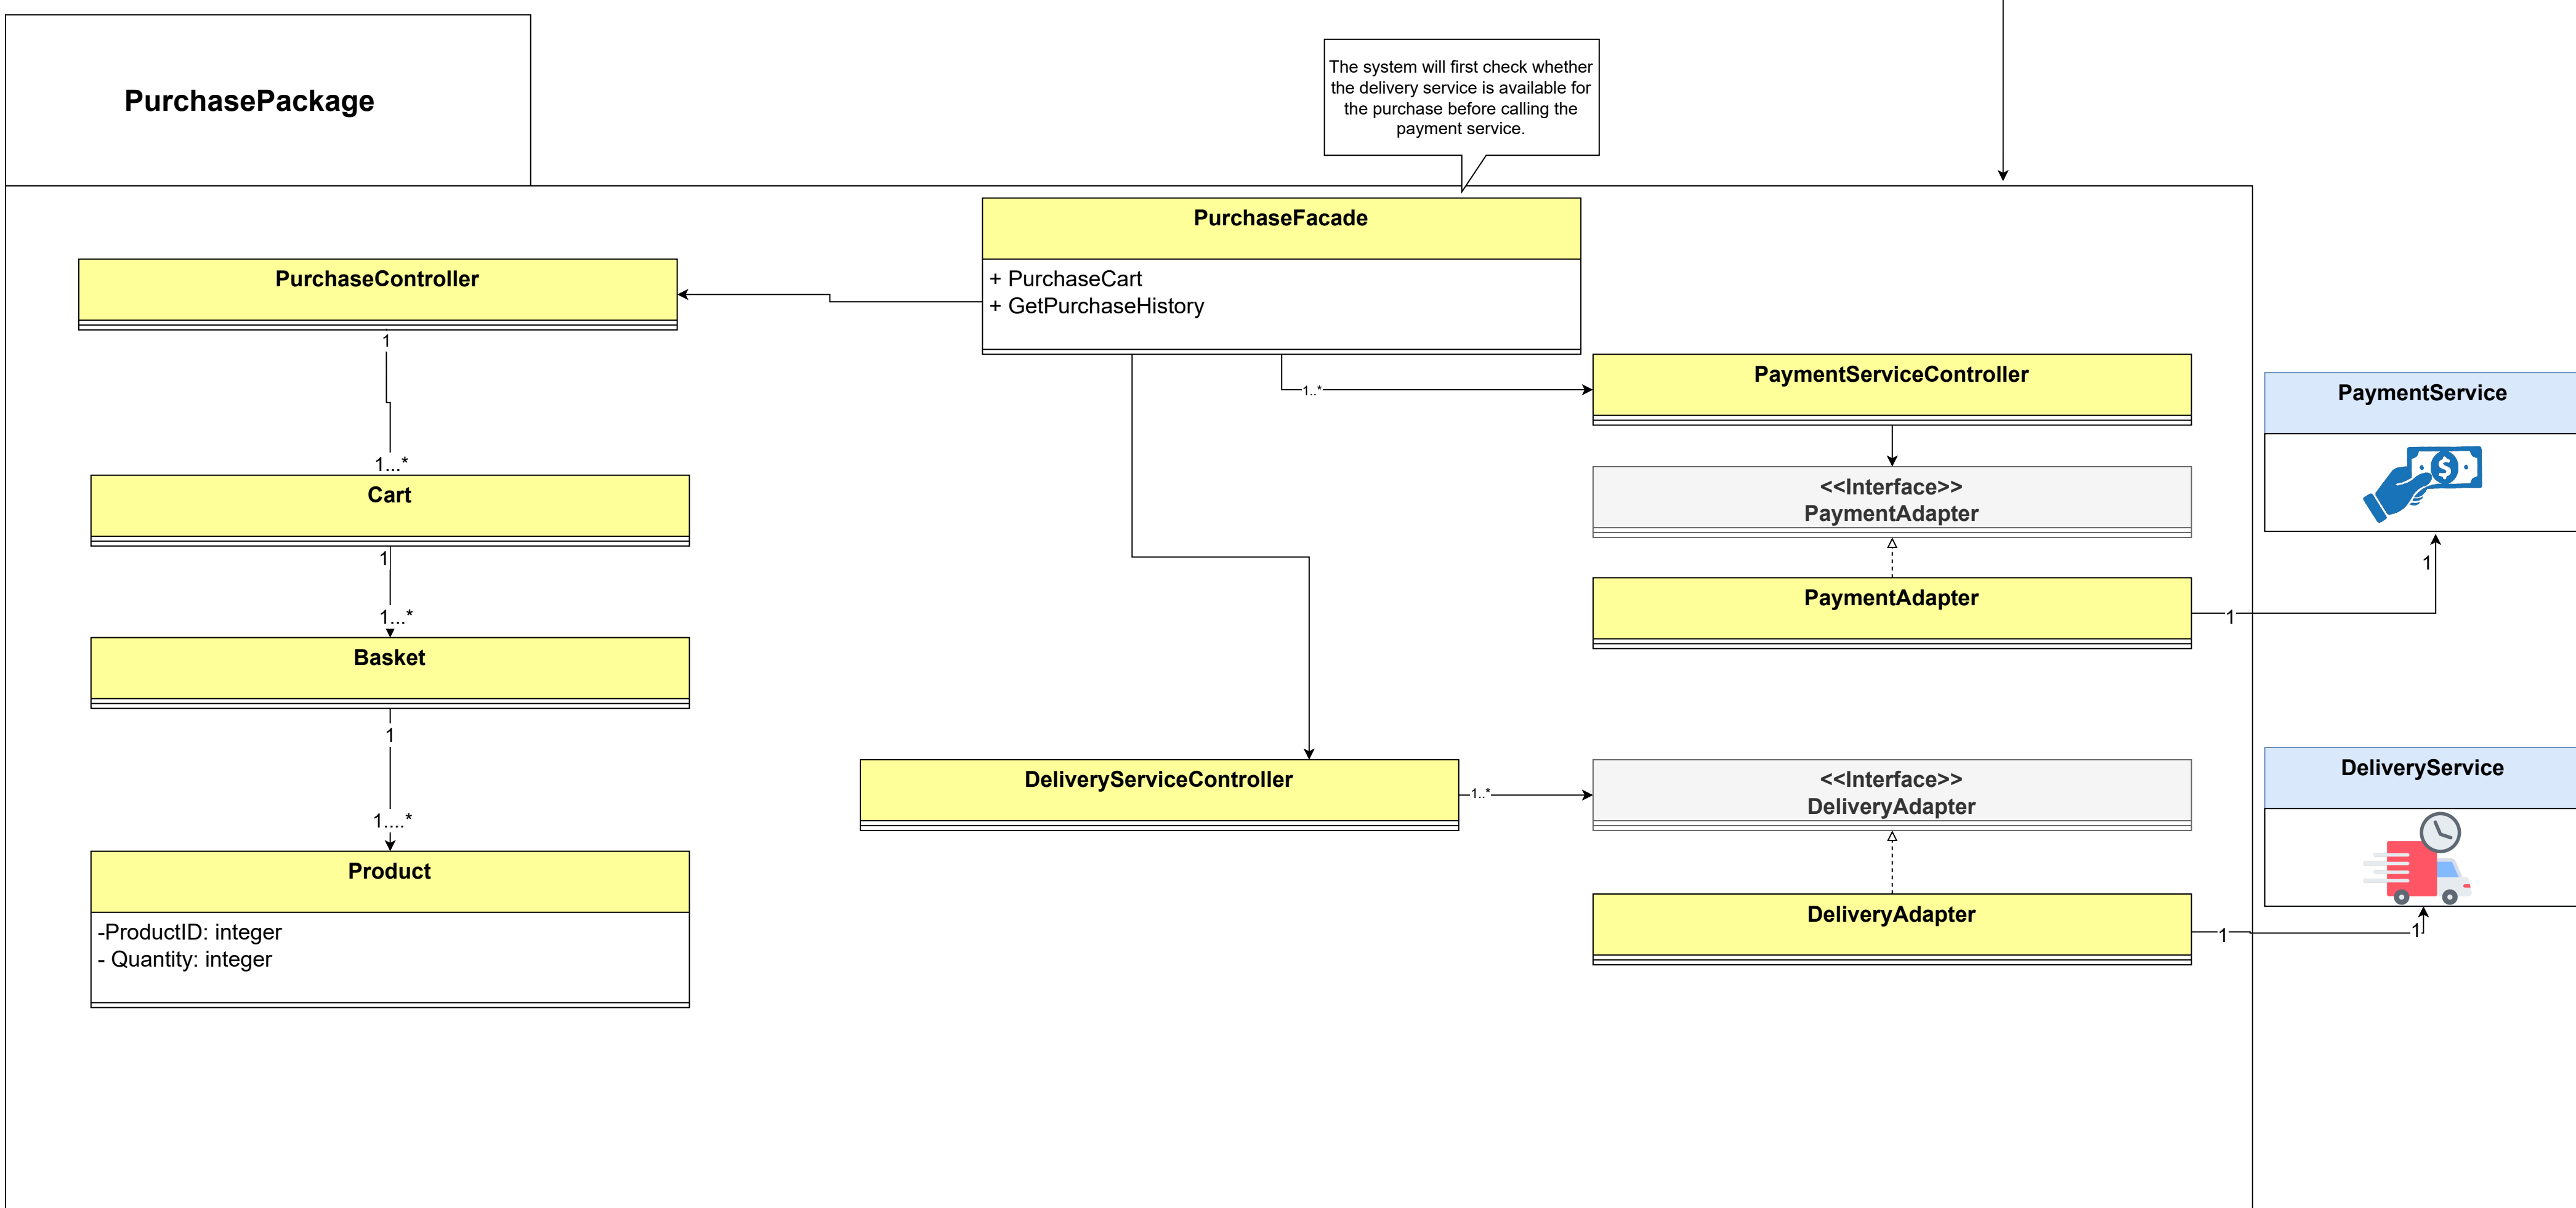 PurchasePackage
The system will first check whether
the delivery service is available for
the purchase before calling the
payment service.
PurchaseFacade
+ PurchaseCart
+ GetPurchaseHistory
PurchaseController
1
1...*
Cart
1
1...*
Basket
1
1....*
Product
-ProductID: integer
- Quantity: integer
1..*
PaymentServiceController
<<Interface>>
PaymentAdapter
PaymentAdapter
1
1
PaymentService
$
DeliveryServiceController
1..*
<<Interface>>
DeliveryAdapter
DeliveryAdapter
1
1
DeliveryService